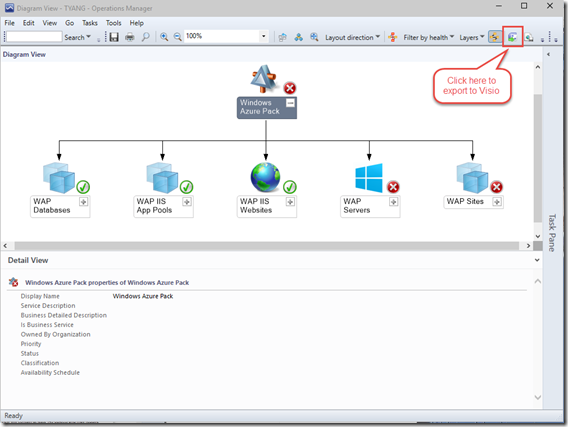 Diagram View - TYANG - Operations Manager
File Edit View Go Tasks Tools Help
Search 100% Layout direction Filter by health Layers
Diagram View
Click here to
export to Visio
Windows
Azure Pack
WAP
Databases
WAP IIS
App Pools
WAP IIS
Websites
WAP
Servers
WAP Sites
Task Pane
Detail View
Windows Azure Pack properties of Windows Azure Pack
Display Name Windows Azure Pack
Service Description
Business Detailed Description
Is Business Service
Owned By Organization
Priority
Status
Classification
Availability Schedule
Ready